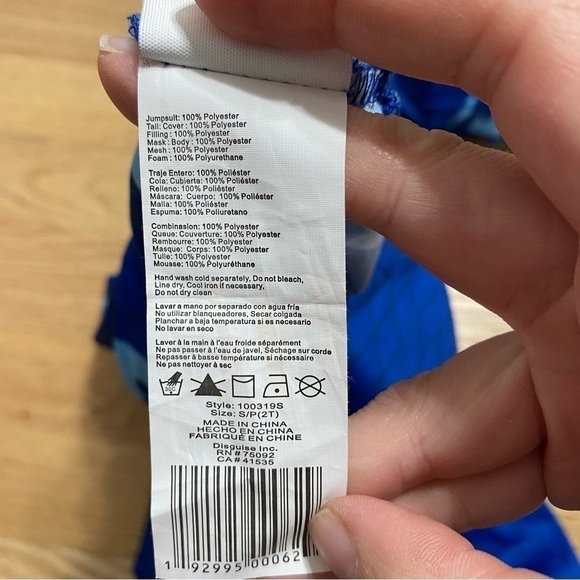 Jumpsuit: 100% Polyester
Tail: Cover: 100% Polyester
Filling: 100% Polyester
Mask: Body: 100% Polyester
Mesh: 100% Polyester
Foam: 100% Polyurethane
Traje Entero: 100% Poliéster
Cola: Cubierta: 100% Poliéster
Relleno: 100% Poliéster
Máscara: Cuerpo: 100% Poliéster
Malla: 100% Poliéster
Espuma: 100% Poliuretano
Combinasion: 100% Polyester
Queue: Couverture: 100% Polyester
Rembourre: 100% Polyester
Masque: Corps: 100% Polyester
Tulle: 100% Polyester
Mousse: 100% Polyuréthane
Hand wash cold separately, Do not bleach,
Line dry, Cool iron if necessary,
Do not dry clean
Lavar a mano por separado con agua fría
No utilizar blanqueadores, Secar colgada
Planchar a baja temperatura si es necesario
No lavar en seco
Laver à la main à l'eau froide séparément
Ne pas passer à l'eau de javel, Séchage sur corde
Repasser à basse température si nécessaire
Ne pas nettoyer à sec
30C
Style: 100319S
Size: S/P(2T)
MADE IN CHINA
HECHO EN CHINA
FABRIQUÉ EN CHINE
Disguise Inc.
RN#75092
CA#41535
1 92995 00062